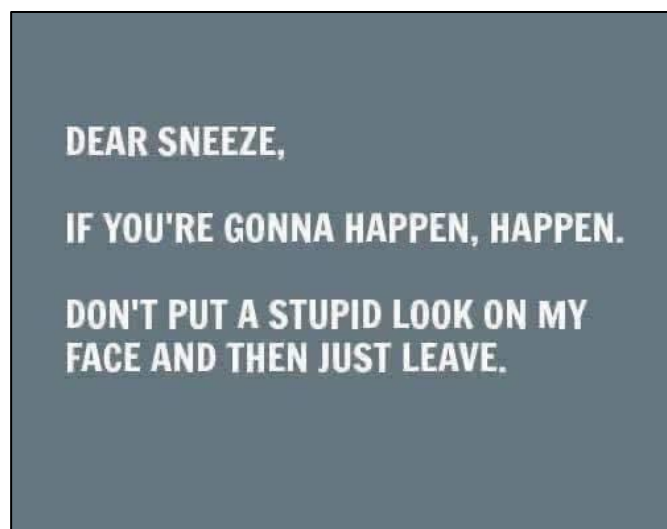 DEAR SNEEZE,
IF YOU'RE GONNA HAPPEN, HAPPEN.
DON'T PUT A STUPID LOOK ON MY
FACE AND THEN JUST LEAVE.